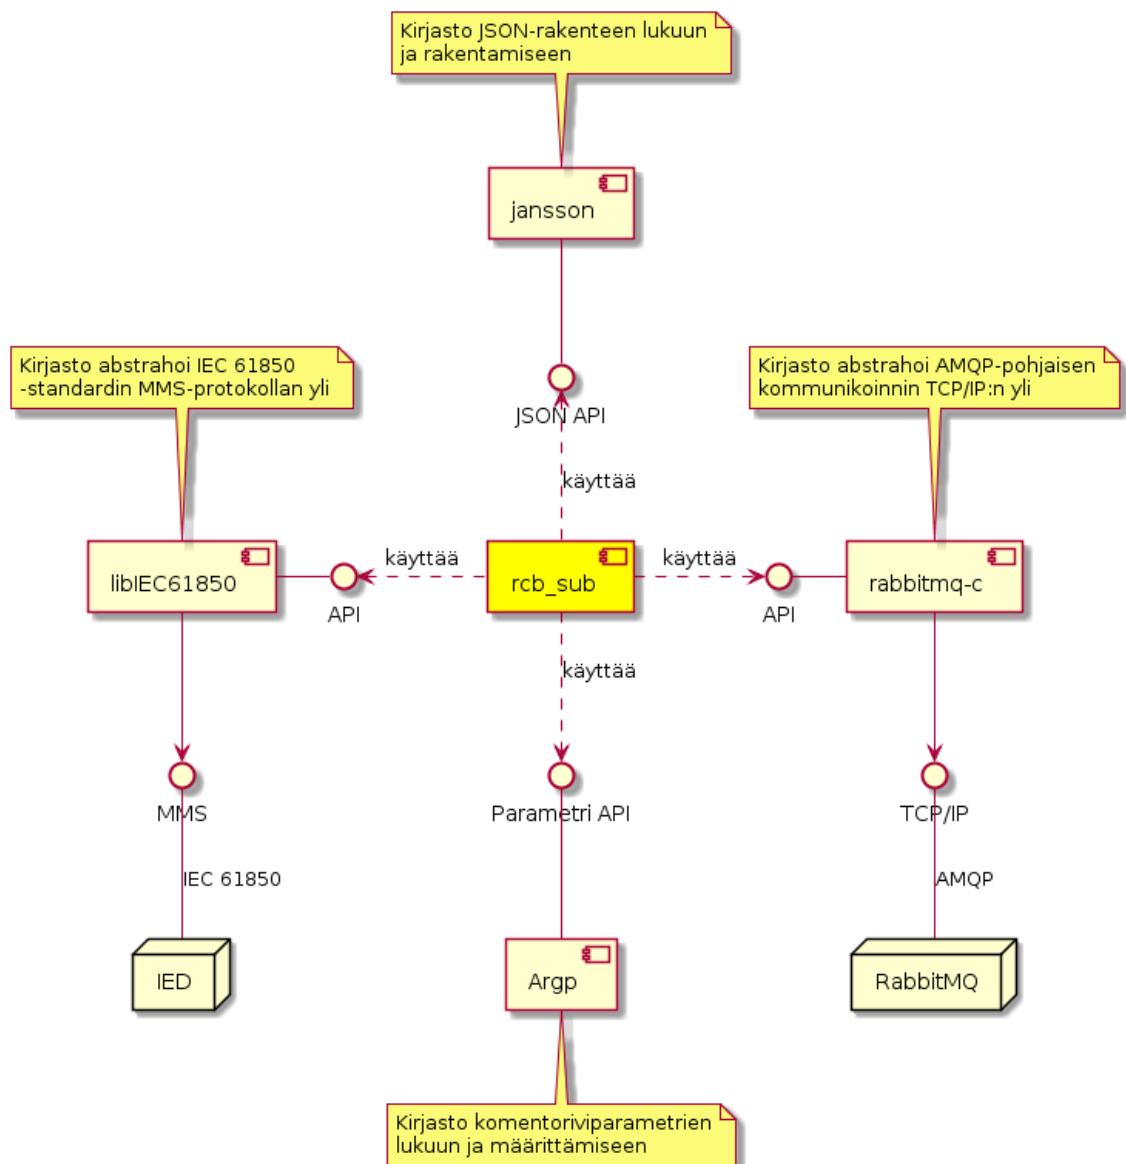 Kirjasto JSON-rakenteen lukuun
ja rakentamiseen
jansson
JSON API
käyttää
Kirjasto abstrahoi IEC 61850
-standardin MMS-protokollan yli
Kirjasto abstrahoi AMQP-pohjaisen
kommunikoinnin TCP/IP:n yli
libIEC61850
API
käyttää
rcb_sub
käyttää
API
rabbitmq-c
käyttää
MMS
Parametri API
TCP/IP
IEC 61850
AMQP
IED
Argp
RabbitMQ
Kirjasto komentoriviparametrien
lukuun ja määrittämiseen